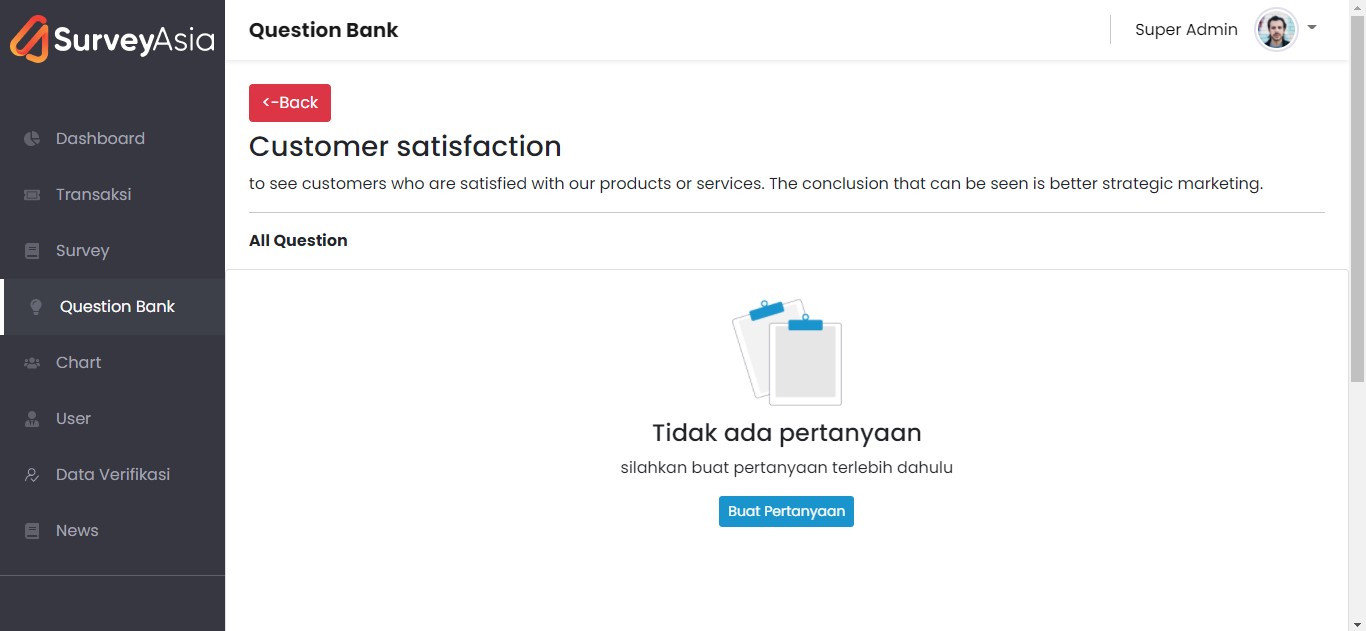 SurveyAsia
Question Bank
Super Admin
Dashboard
Transaksi
Survey
Question Bank
Chart
User
Data Verifikasi
News
<-Back
Customer satisfaction
to see customers who are satisfied with our products or services. The conclusion that can be seen is better strategic marketing.
All Question
Tidak ada pertanyaan
silahkan buat pertanyaan terlebih dahulu
Buat Pertanyaan